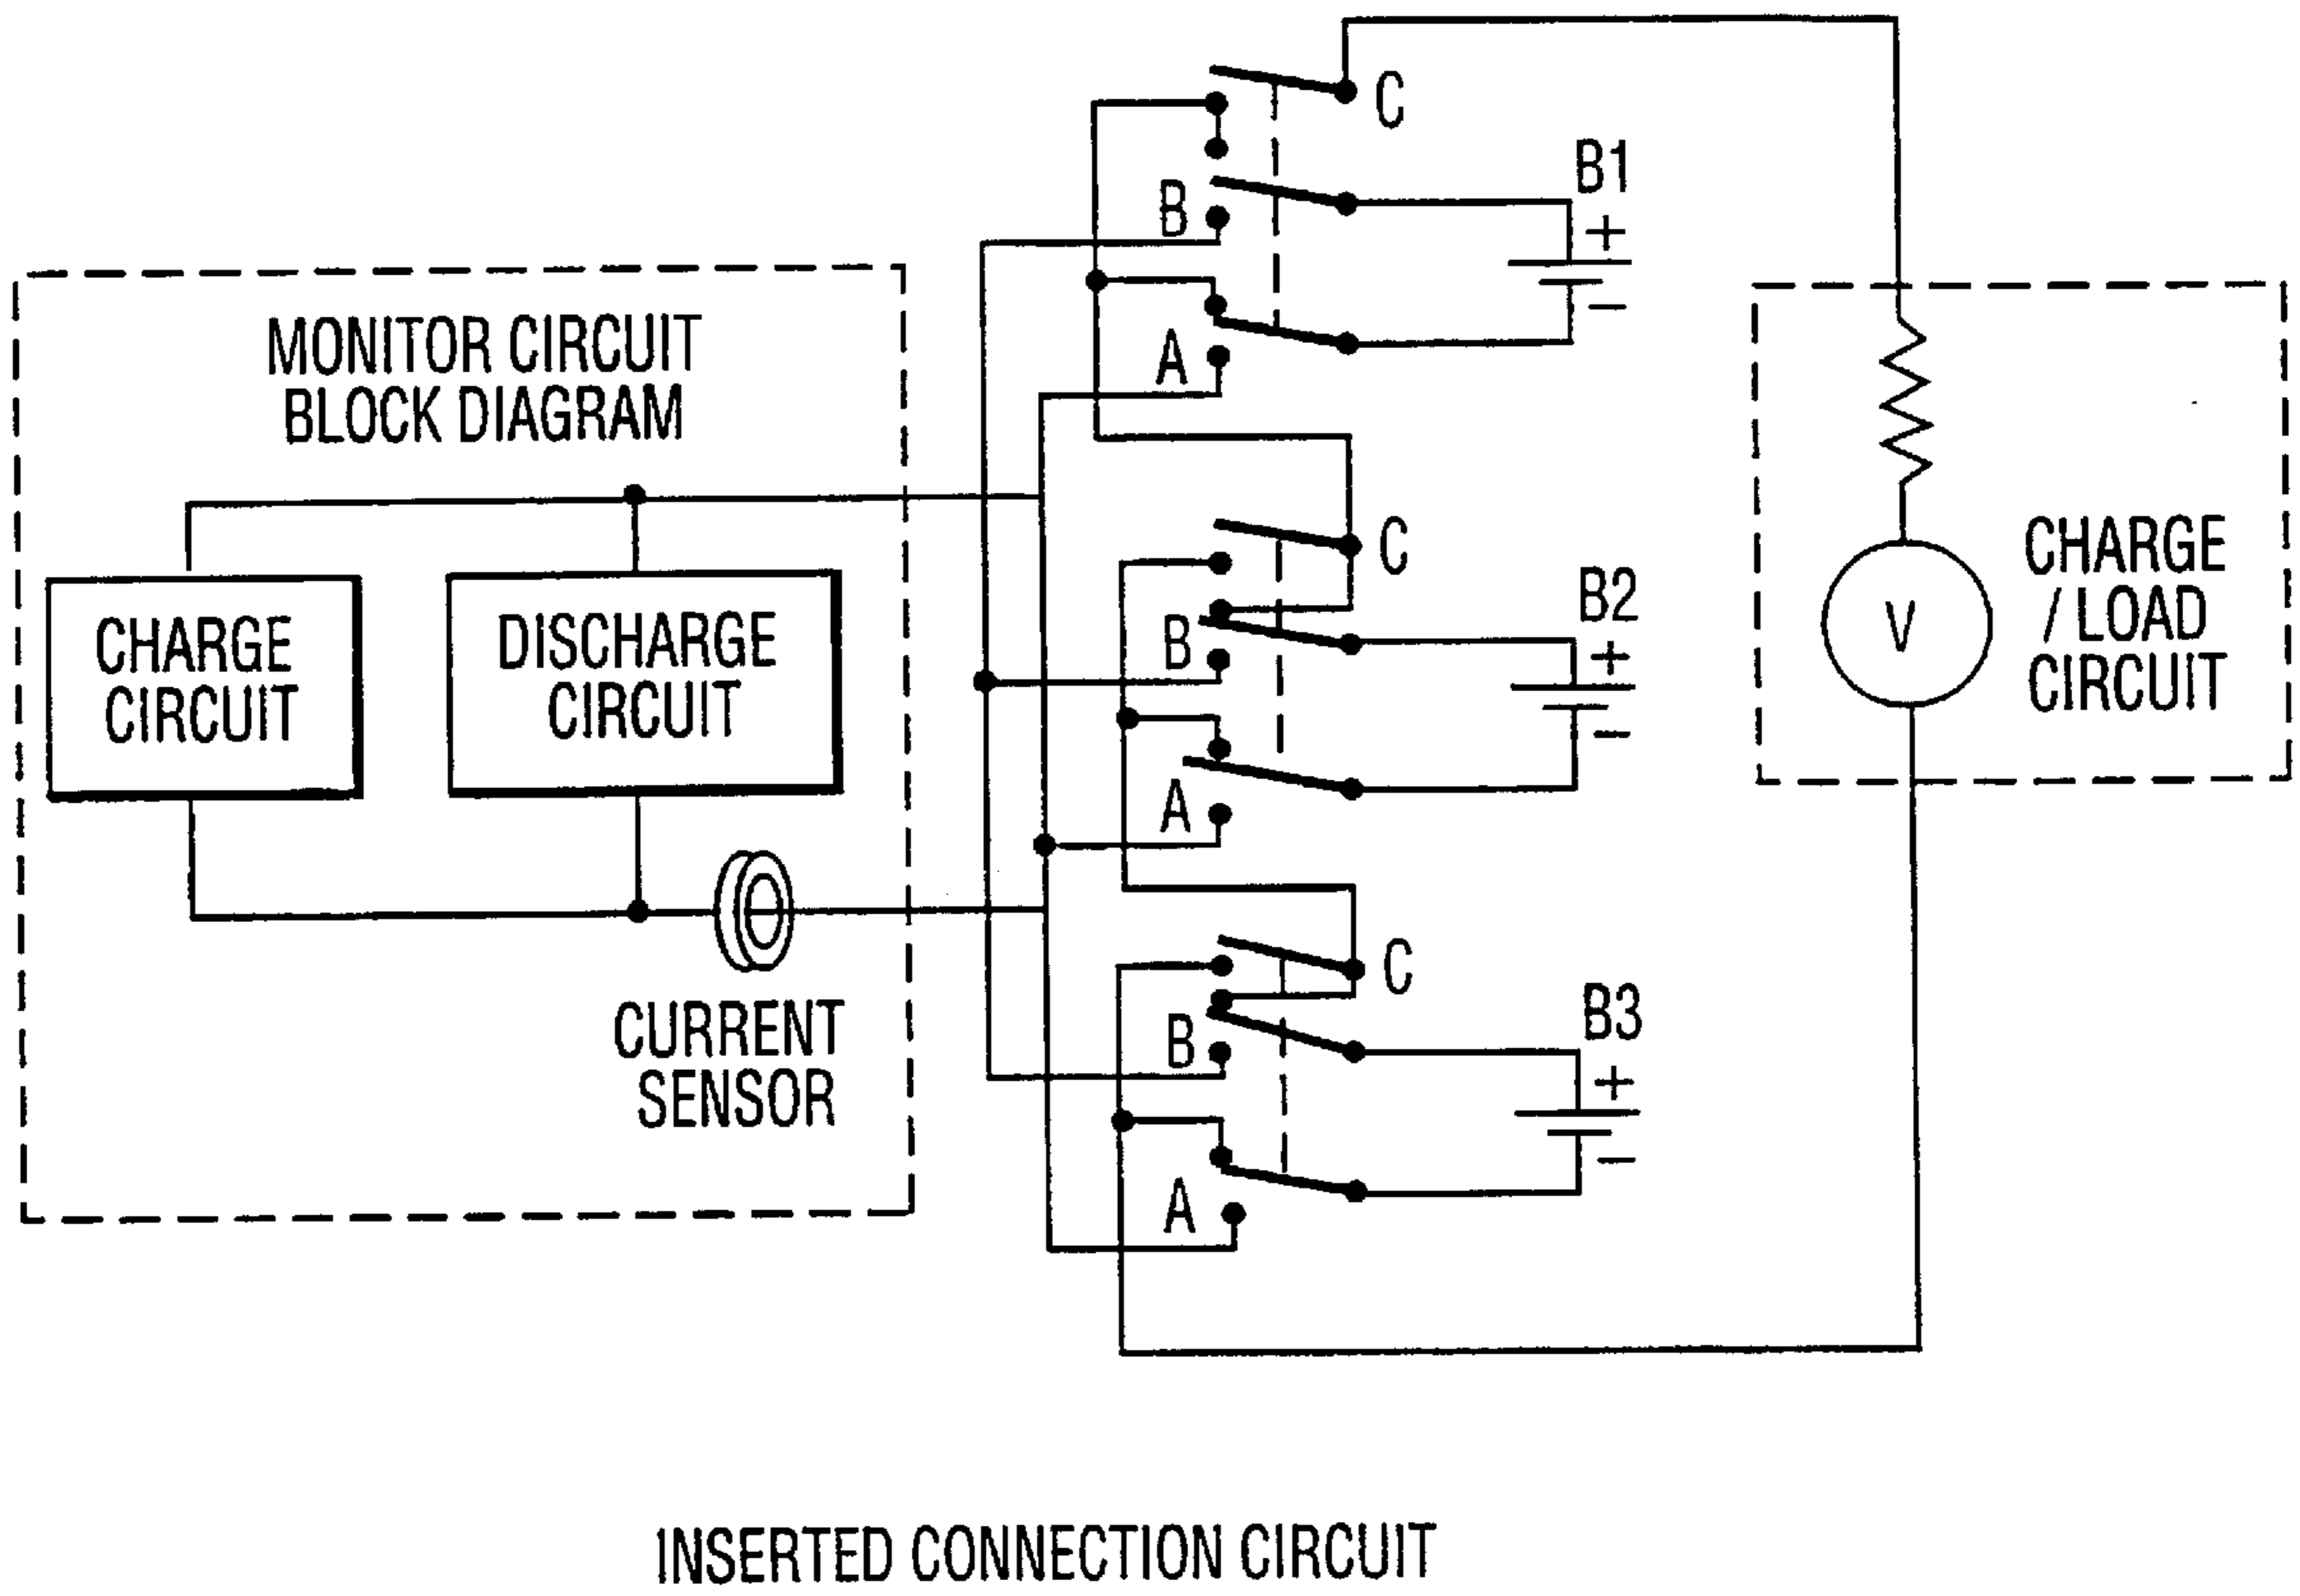 C
B1
B
+
−
A
MONITOR CIRCUIT
BLOCK DIAGRAM
C
B2
B
+
−
A
CHARGE
CIRCUIT
DISCHARGE
CIRCUIT
V
CHARGE
/ LOAD
CIRCUIT
CURRENT
SENSOR
C
B3
B
+
−
A
INSERTED CONNECTION CIRCUIT